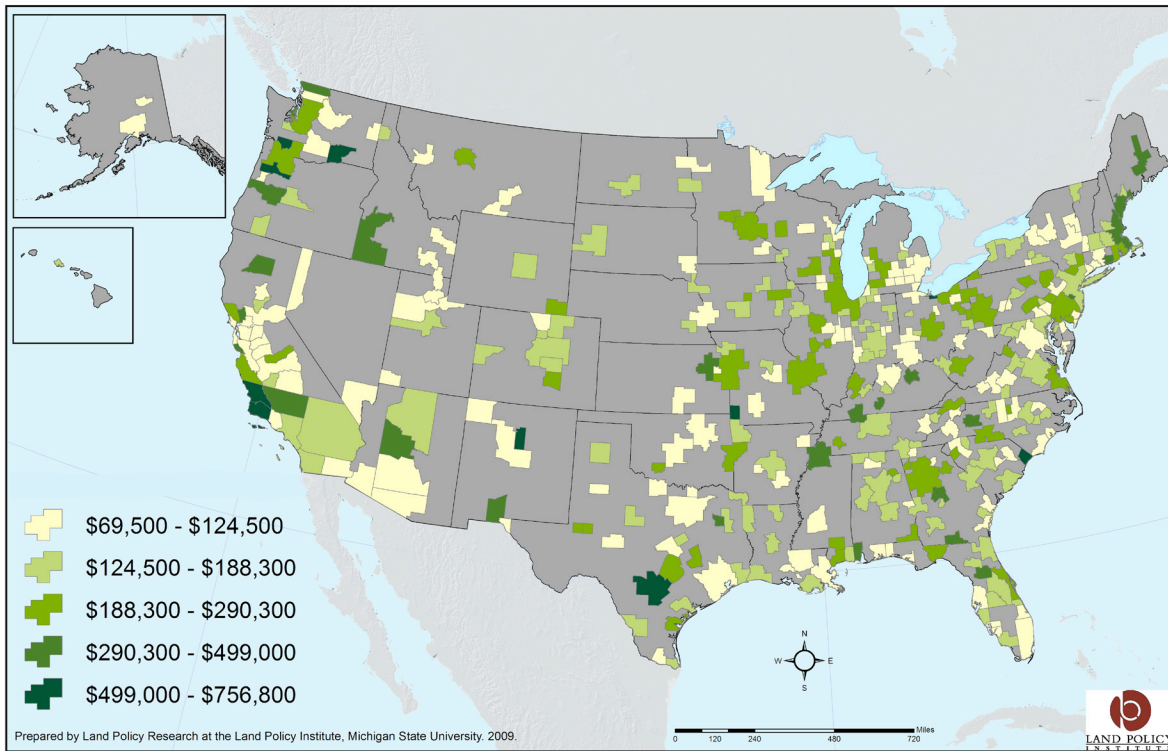 $69,500 - $124,500
$124,500 - $188,300
$188,300 - $290,300
$290,300 - $499,000
$499,000 - $756,800
N
W E
S
Prepared by Land Policy Research at the Land Policy Institute, Michigan State University. 2009.
Miles
0 120 240 480 720
LAND POLICY
INSTITUTE